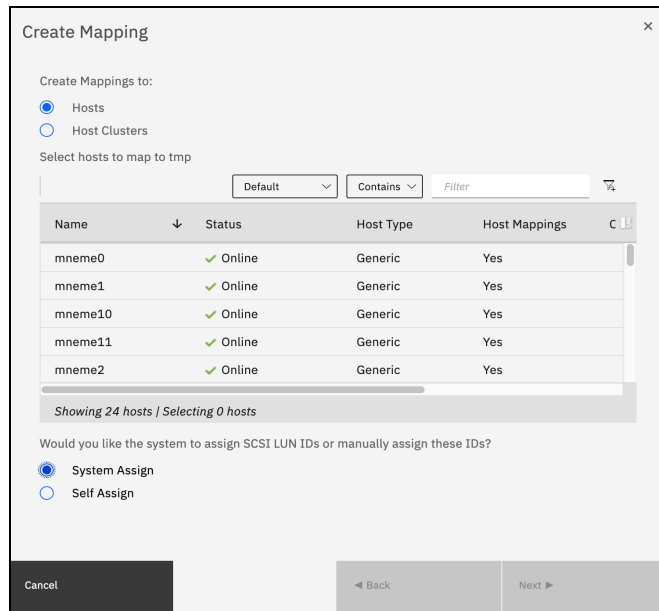 Create Mapping
×
Create Mappings to:
Hosts
Host Clusters
Select hosts to map to tmp
Default Contains Filter
Name Status Host Type Host Mappings C
mneme0 Online Generic Yes
mneme1 Online Generic Yes
mneme10 Online Generic Yes
mneme11 Online Generic Yes
mneme2 Online Generic Yes
Showing 24 hosts | Selecting 0 hosts
Would you like the system to assign SCSI LUN IDs or manually assign these IDs?
System Assign
Self Assign
Cancel ◄ Back Next ►